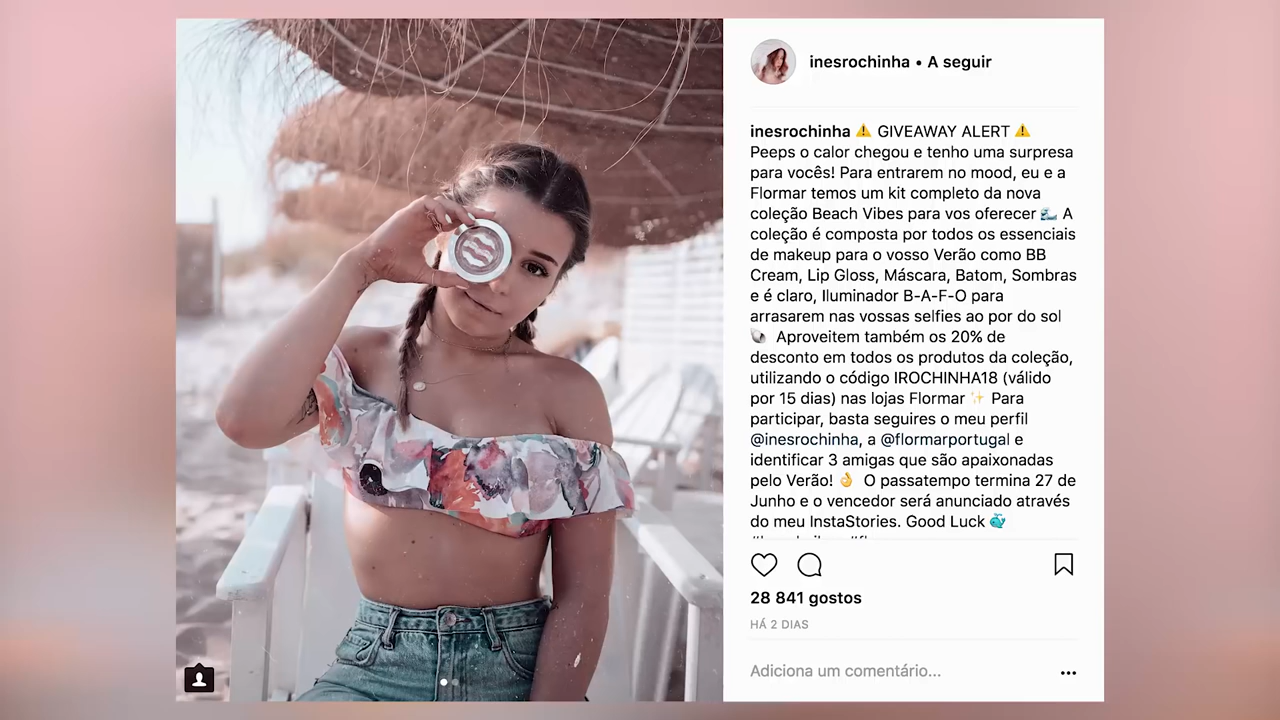 inesrochinha • A seguir
inesrochinha ⚠️ GIVEAWAY ALERT ⚠️
Peeps o calor chegou e tenho uma surpresa
para vocês! Para entrarem no mood, eu e a
Flormar temos um kit completo da nova
coleção Beach Vibes para vos oferecer 🌊 A
coleção é composta por todos os essenciais
de makeup para o vosso Verão como BB
Cream, Lip Gloss, Máscara, Batom, Sombras
e é claro, Iluminador B-A-F-O para
arrasarem nas vossas selfies ao por do sol
🐚 Aproveitem também os 20% de
desconto em todos os produtos da coleção,
utilizando o código IROCHINHA18 (válido
por 15 dias) nas lojas Flormar ✨ Para
participar, basta seguires o meu perfil
@inesrochinha, a @flormarportugal e
identificar 3 amigas que são apaixonadas
pelo Verão! 👌 O passatempo termina 27 de
Junho e o vencedor será anunciado através
do meu InstaStories. Good Luck 🐳
28 841 gostos
HÁ 2 DIAS
Adiciona um comentário...